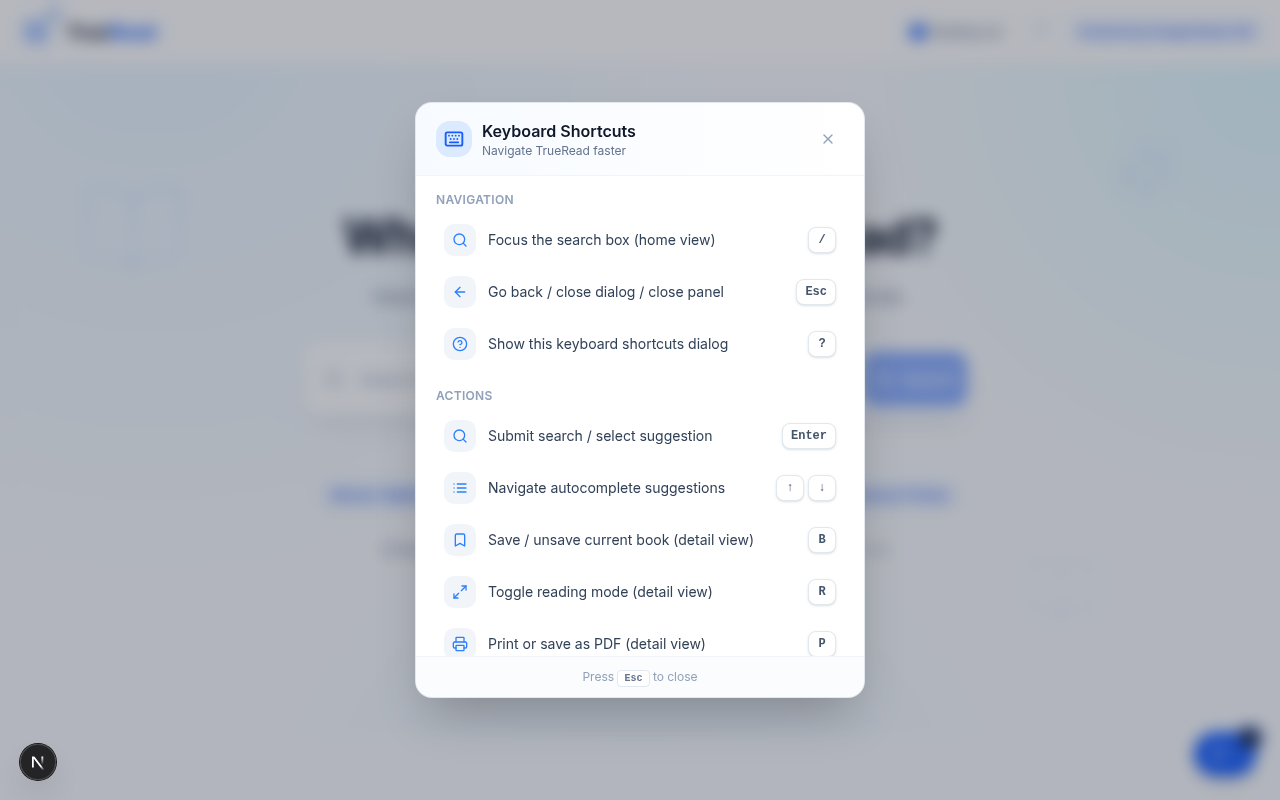 Keyboard Shortcuts
Navigate TrueRead faster
NAVIGATION
Focus the search box (home view) /
Go back / close dialog / close panel Esc
Show this keyboard shortcuts dialog ?
ACTIONS
Submit search / select suggestion Enter
Navigate autocomplete suggestions ↑ ↓
Save / unsave current book (detail view) B
Toggle reading mode (detail view) R
Print or save as PDF (detail view) P
Press Esc to close
N